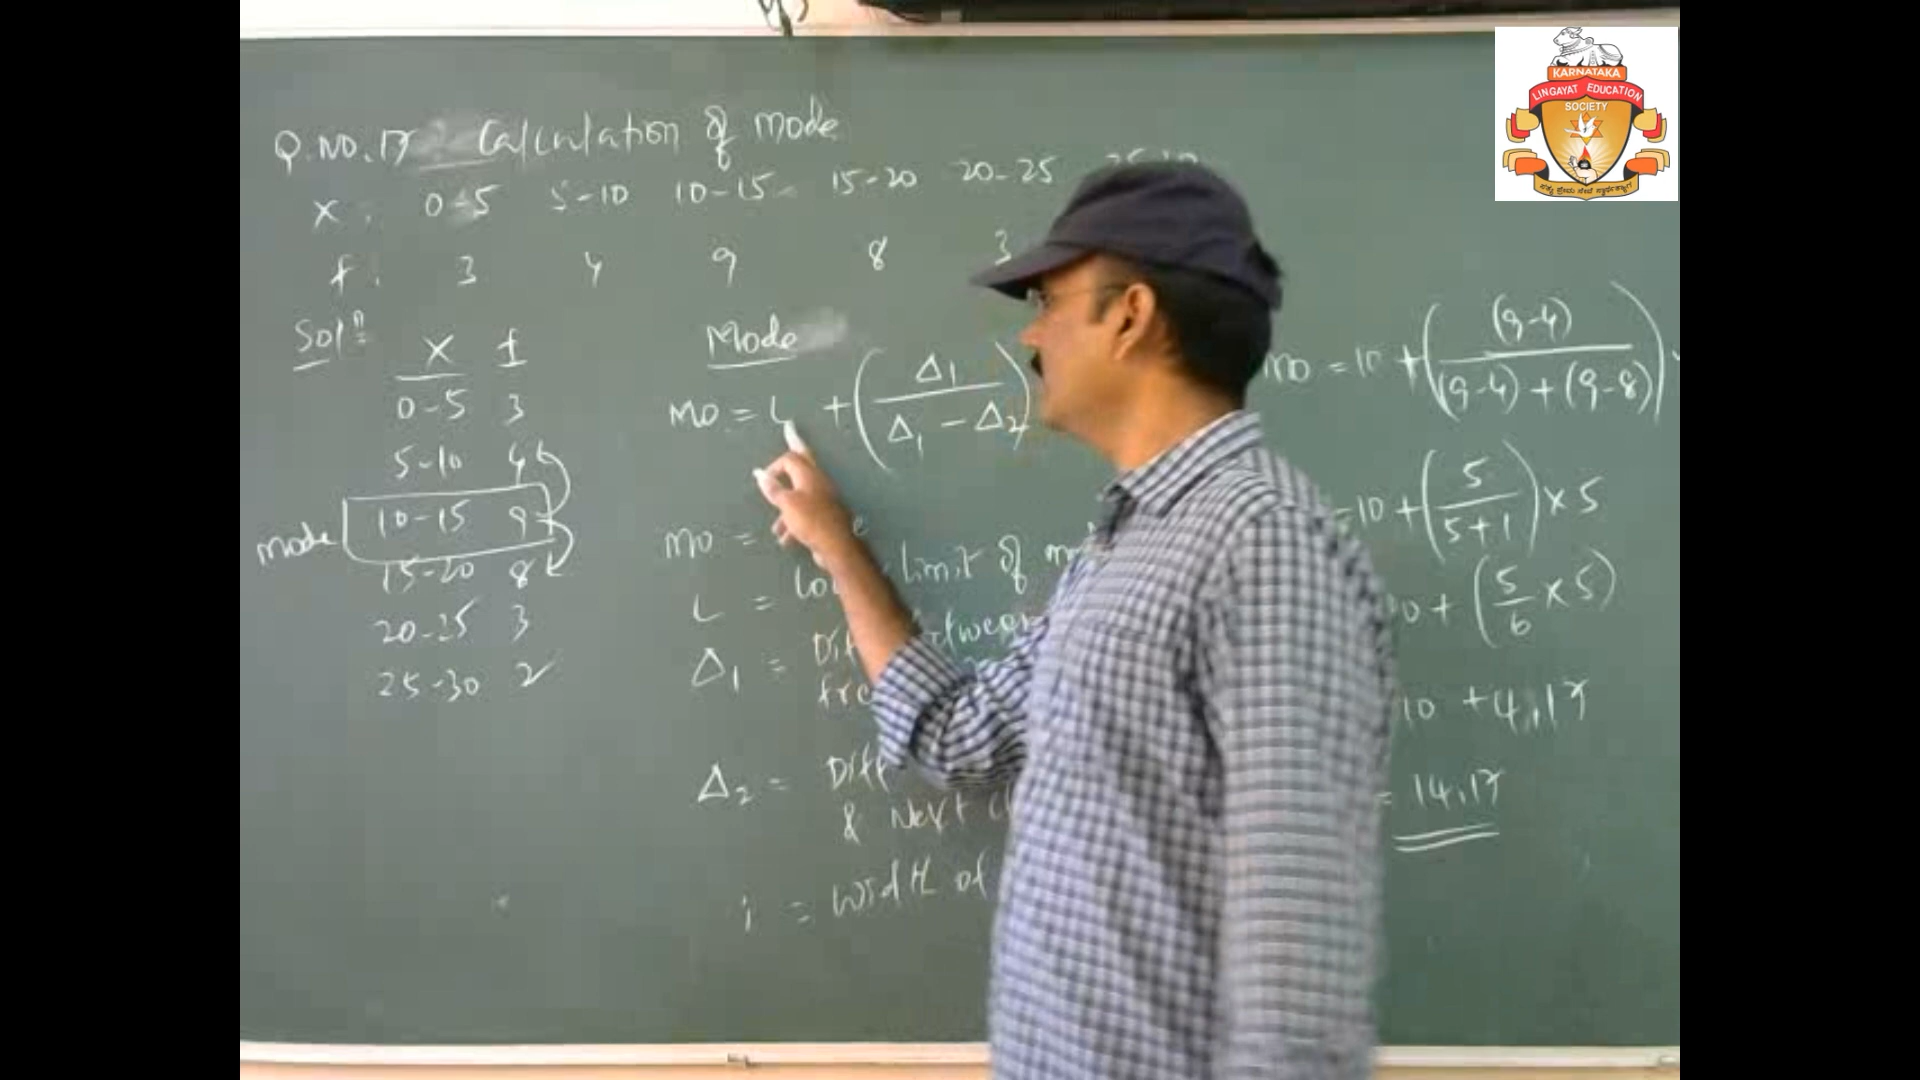 Q.NO.17 Calculation of mode
X : 0-5 5-10 10-15 15-20 20-25
f : 3 4 9 8 3
Soln
X f
0-5 3
5-10 4
mode 10-15 9
15-20 8
20-25 3
25-30 2
Mode
Mo = L + (Δ1 / Δ1 - Δ2)
Mo =
L = limit of
Δ1 =
Δ2 = Diff
& Next
i = Width of
Mo = 10 + ((9-4) / (9-4) + (9-8))
10 + (5 / 5+1) × 5
+ (5/6 × 5)
10 + 4.17
= 14.17
KARNATAKA
LINGAYAT EDUCATION
SOCIETY